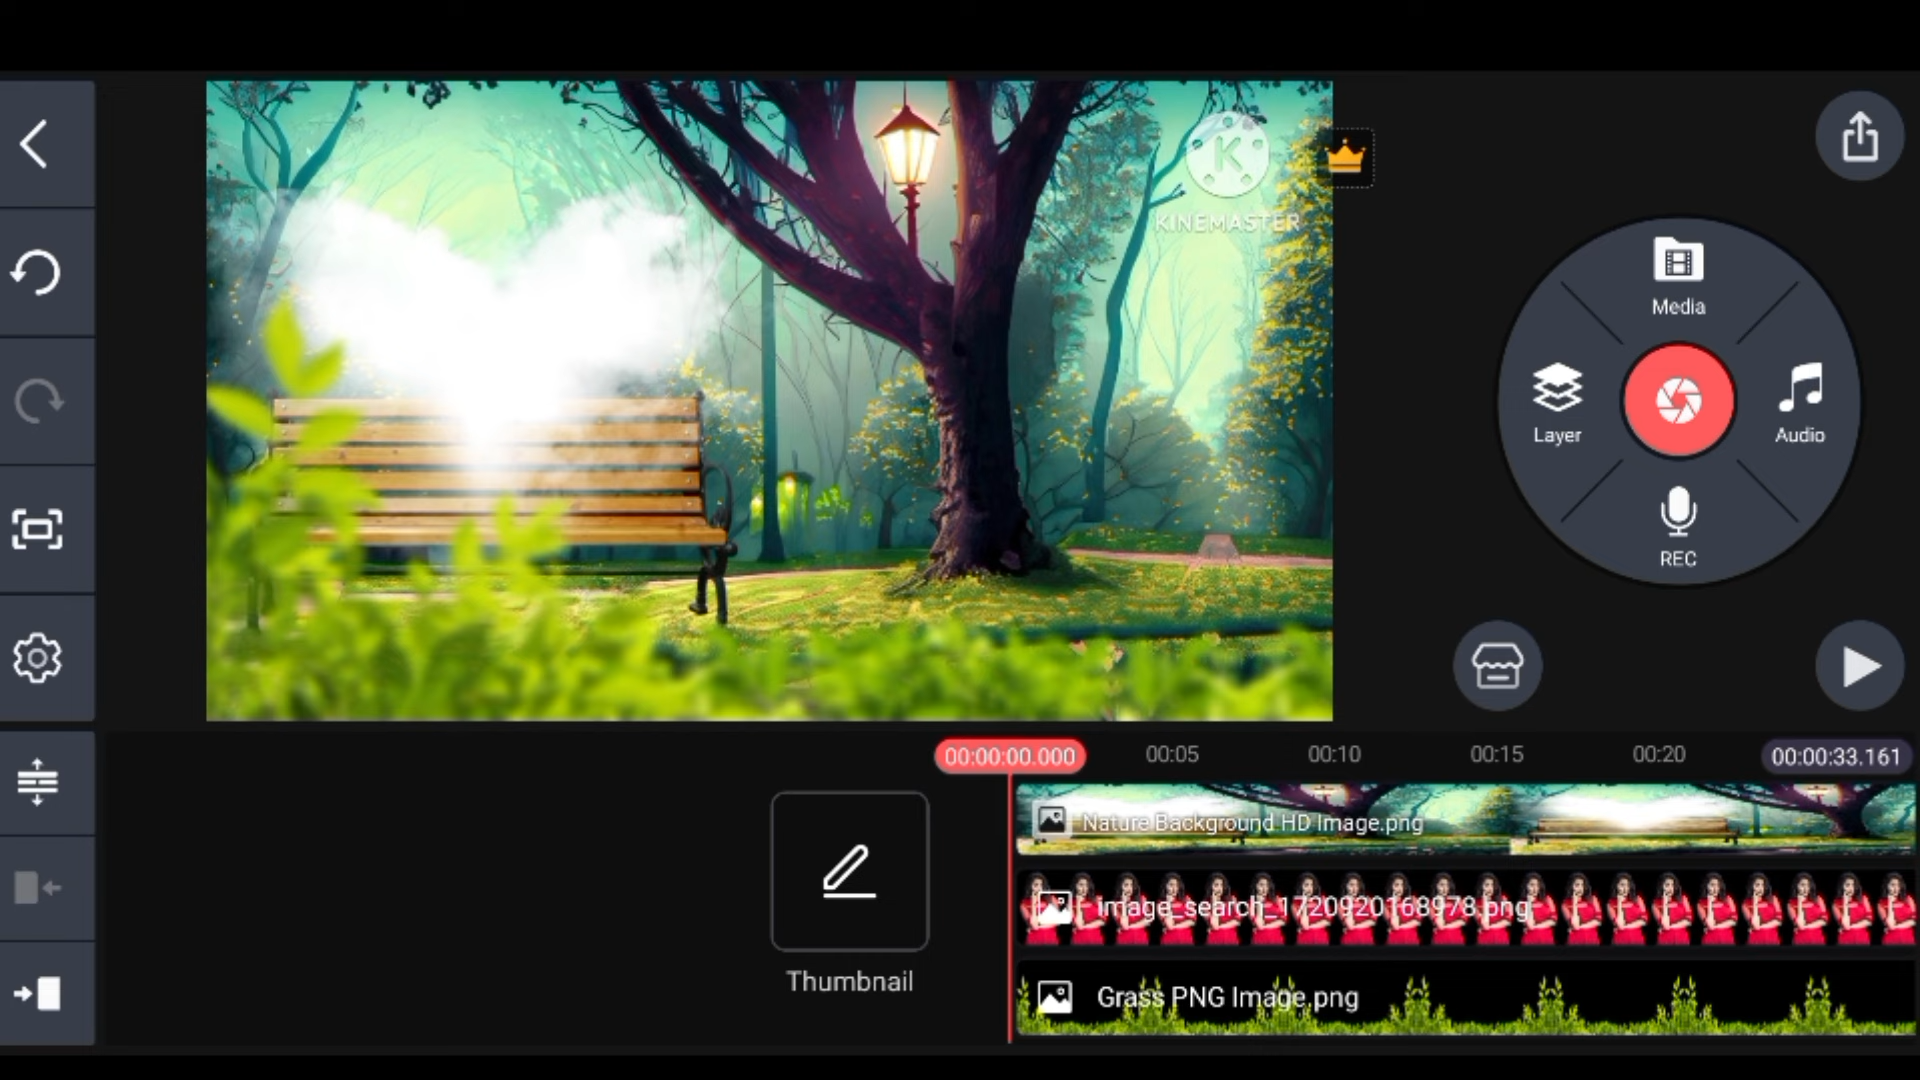 K
KINEMASTER
Media
Layer
Audio
REC
00:00:00.000
00:05
00:10
00:15
00:20
00:00:33.161
Nature Background HD Image.png
image_search_1720920168978.png
Grass PNG Image.png
Thumbnail